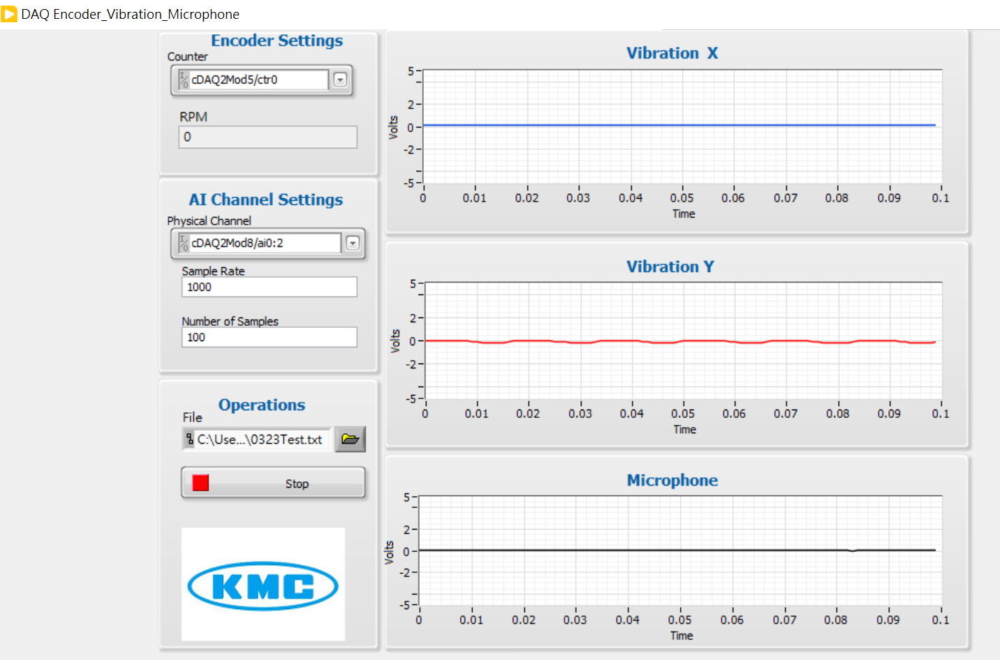 DAQ Encoder_Vibration_Microphone
Encoder Settings
Counter
I/O cDAQ2Mod5/ctr0
RPM
0
AI Channel Settings
Physical Channel
I/O cDAQ2Mod8/ai0:2
Sample Rate
1000
Number of Samples
100
Operations
File
C:\Use...\0323Test.txt
Stop
KMC
Vibration X
Volts
5
2
0
-2
-5
0 0.01 0.02 0.03 0.04 0.05 0.06 0.07 0.08 0.09 0.1
Time
Vibration Y
Volts
5
2
0
-2
-5
0 0.01 0.02 0.03 0.04 0.05 0.06 0.07 0.08 0.09 0.1
Time
Microphone
Volts
5
2
0
-2
-5
0 0.01 0.02 0.03 0.04 0.05 0.06 0.07 0.08 0.09 0.1
Time